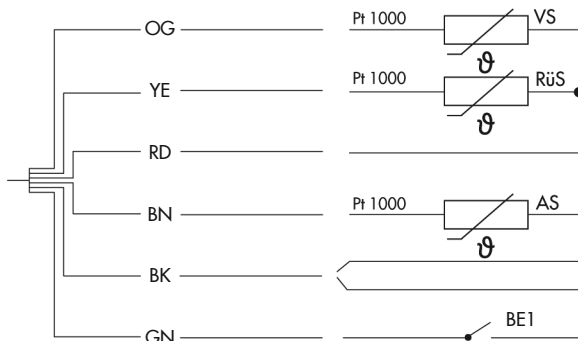 OG Pt 1000 VS
ϑ
YE Pt 1000 RüS
ϑ
RD
BN Pt 1000 AS
ϑ
BK
GN BE1